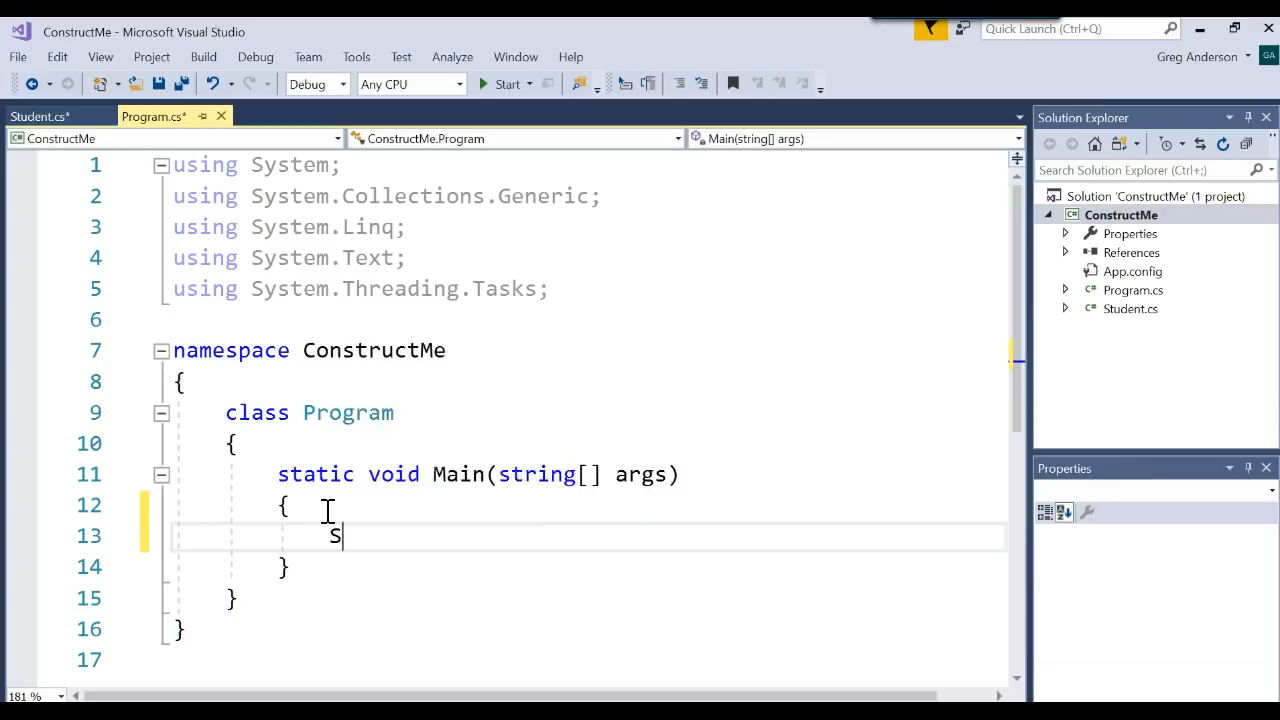 ConstructMe - Microsoft Visual Studio
Quick Launch (Ctrl+Q)
File Edit View Project Build Debug Team Tools Test Analyze Window Help
Greg Anderson GA
Debug Any CPU Start
Student.cs* Program.cs*
ConstructMe ConstructMe.Program Main(string[] args)
1 using System;
2 using System.Collections.Generic;
3 using System.Linq;
4 using System.Text;
5 using System.Threading.Tasks;
6
7 namespace ConstructMe
8 {
9 class Program
10 {
11 static void Main(string[] args)
12 {
13 S
14 }
15 }
16 }
17
181 %
Solution Explorer
Search Solution Explorer (Ctrl+;)
Solution 'ConstructMe' (1 project)
ConstructMe
Properties
References
App.config
C# Program.cs
C# Student.cs
Properties